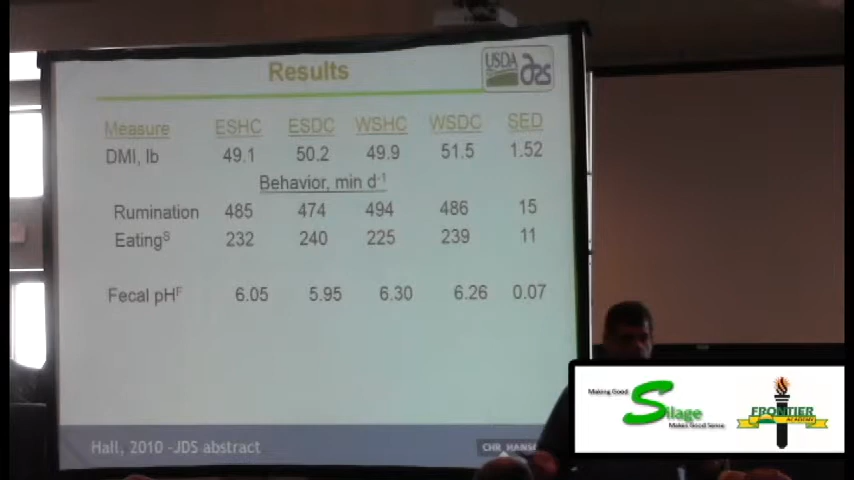 Results
USDA
ars
Measure ESHC ESDC WSHC WSDC SED
DMI, lb 49.1 50.2 49.9 51.5 1.52
Behavior, min d-1
Rumination 485 474 494 486 15
EatingS 232 240 225 239 11
Fecal pHF 6.05 5.95 6.30 6.26 0.07
Hall, 2010 -JDS abstract
CHR HANSEN
Making Good
Silage
Makes Good Sense
FRONTIER
ACADEMY